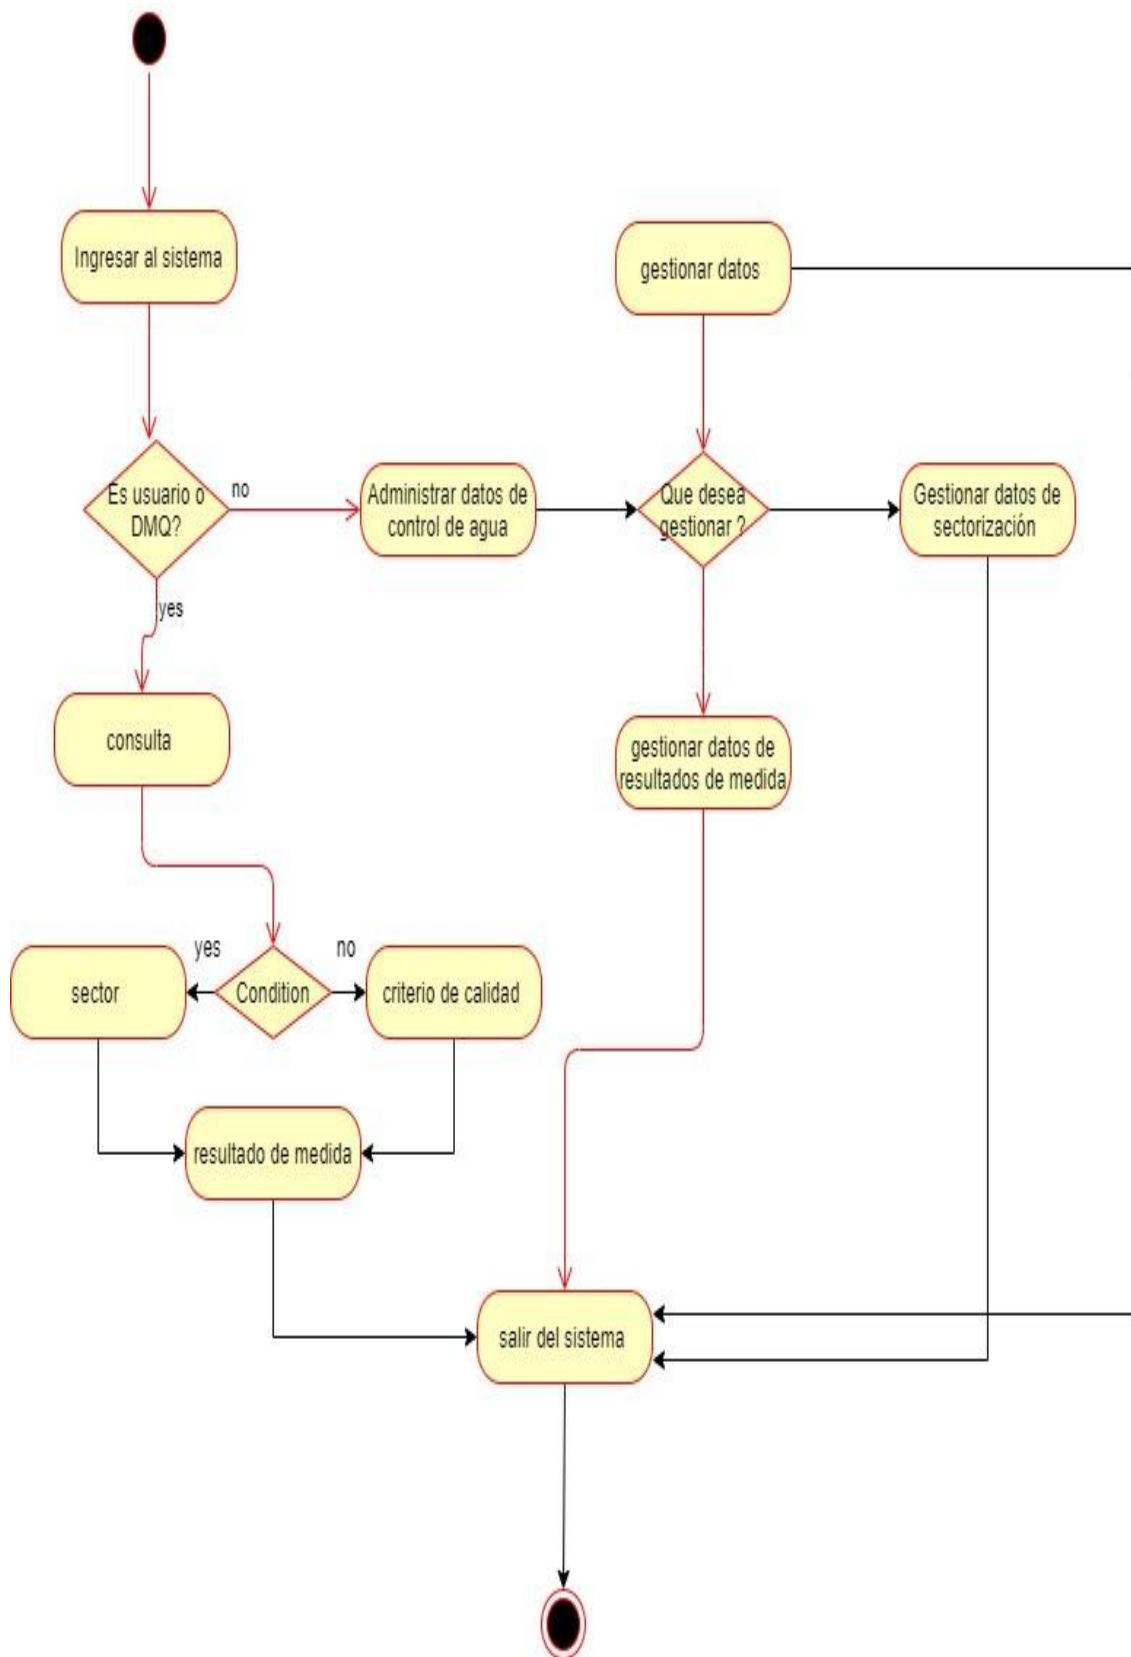 Ingresar al sistema
gestionar datos
Es usuario o
DMQ?
no
Administrar datos de
control de agua
Que desea
gestionar ?
Gestionar datos de
sectorización
yes
consulta
gestionar datos de
resultados de medida
yes
no
sector
Condition
criterio de calidad
resultado de medida
salir del sistema